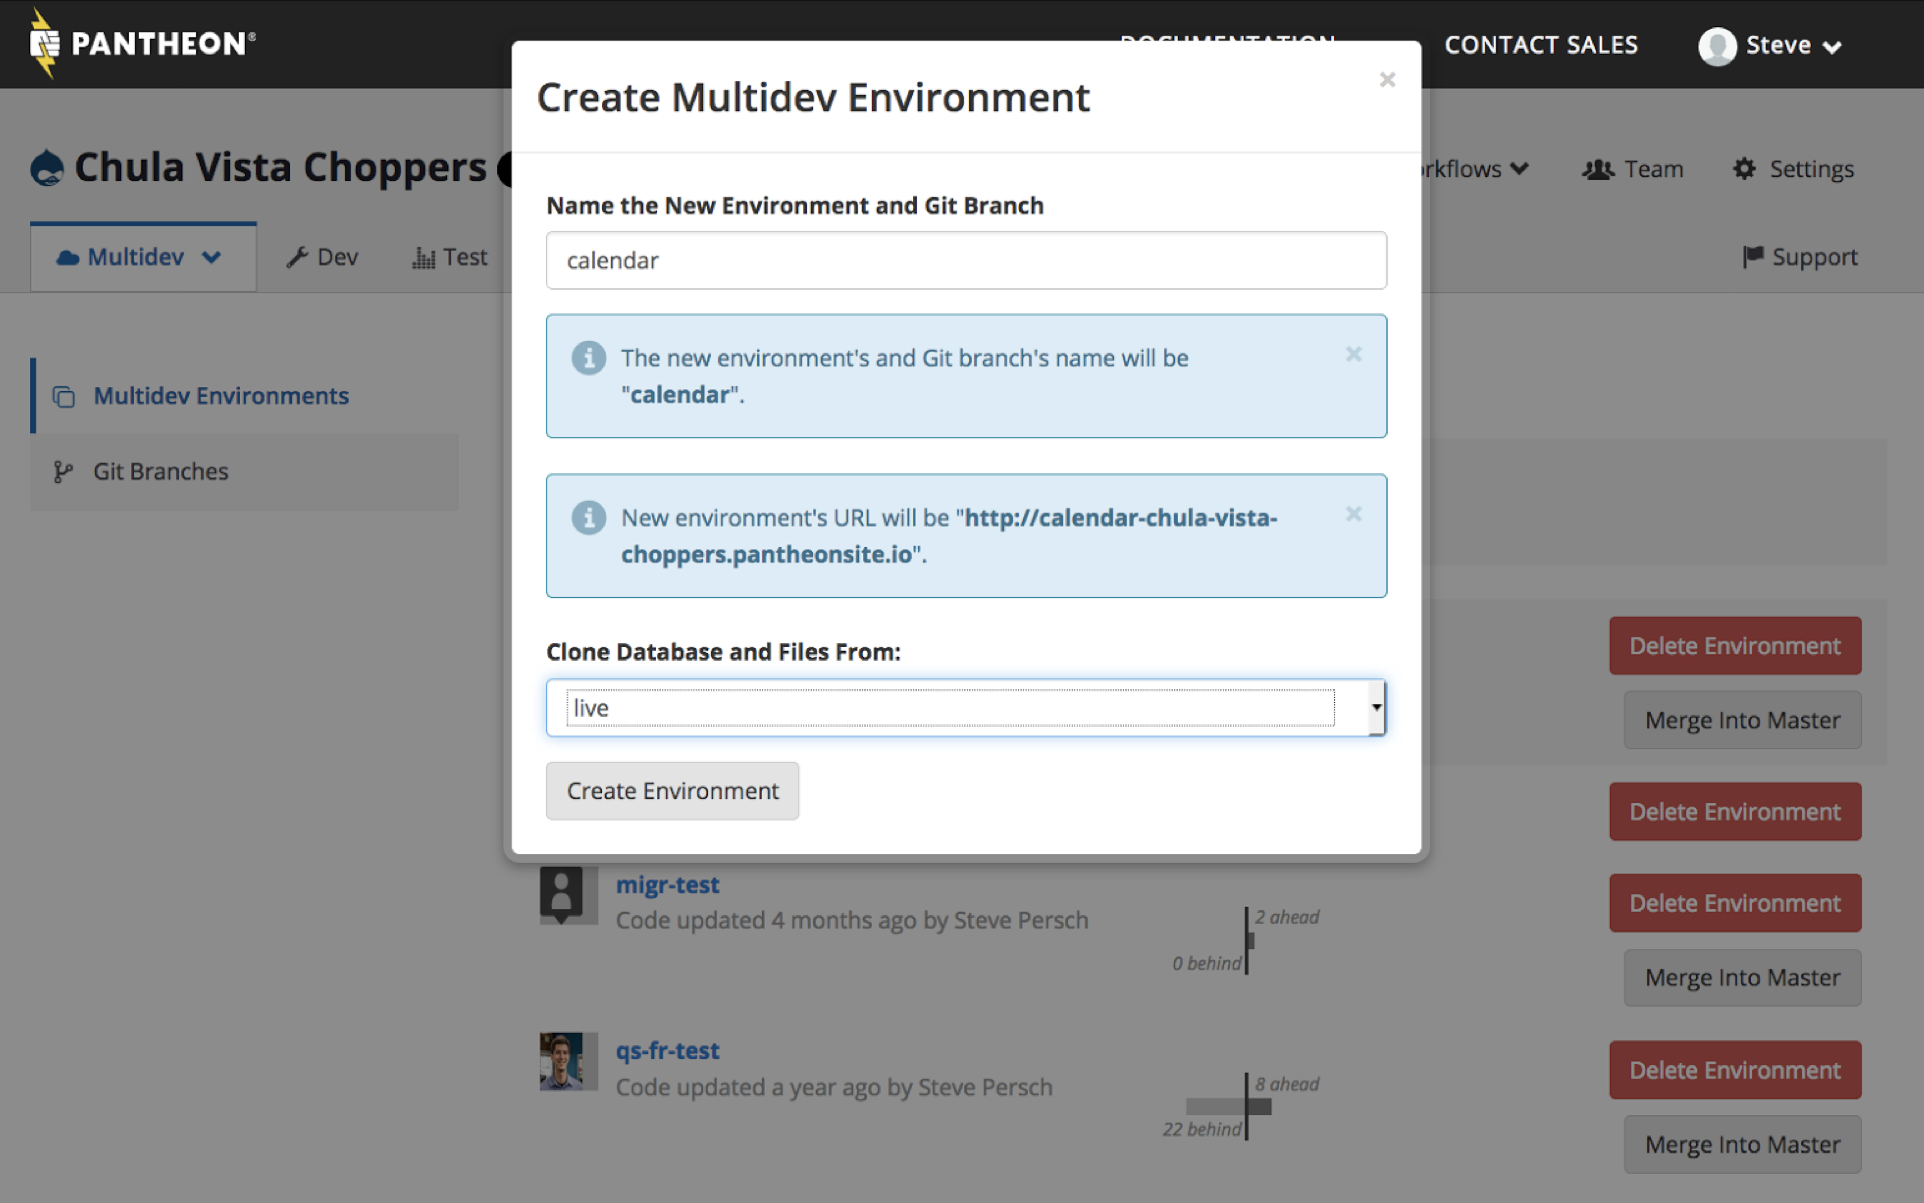 PANTHEON®
DOCUMENTATION
CONTACT SALES
Steve
Chula Vista Choppers
Team
Settings
Multidev
Dev
Test
Support
Multidev Environments
Git Branches
Create Multidev Environment
×
Name the New Environment and Git Branch
calendar
The new environment's and Git branch's name will be
"calendar".
×
New environment's URL will be "http://calendar-chula-vista-
choppers.pantheonsite.io".
×
Clone Database and Files From:
live
Create Environment
Delete Environment
Merge Into Master
Delete Environment
migr-test
Code updated 4 months ago by Steve Persch
2 ahead
0 behind
Delete Environment
Merge Into Master
qs-fr-test
Code updated a year ago by Steve Persch
8 ahead
22 behind
Delete Environment
Merge Into Master